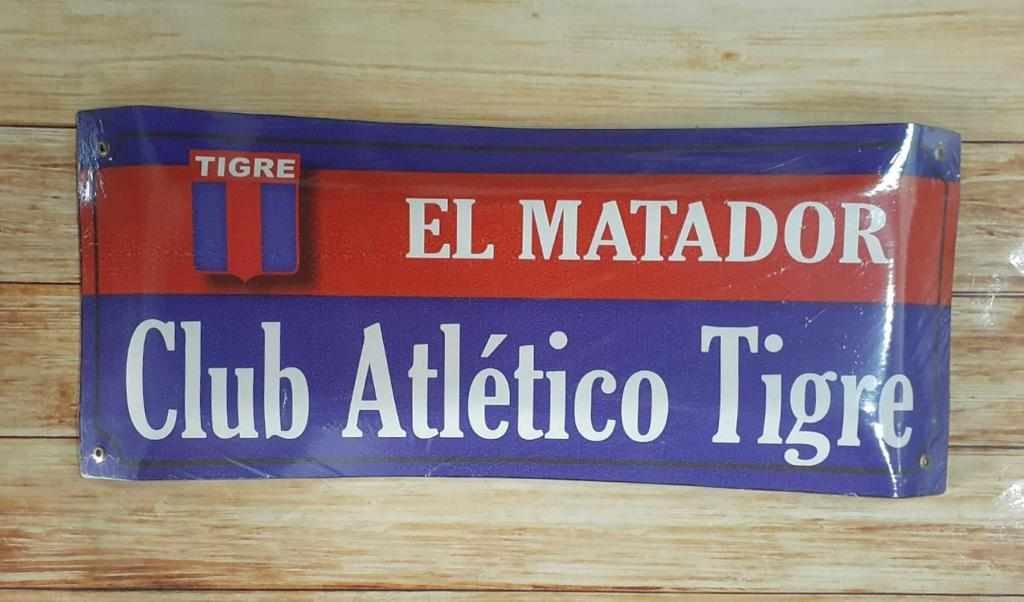 TIGRE
EL MATADOR
Club Atlético Tigre